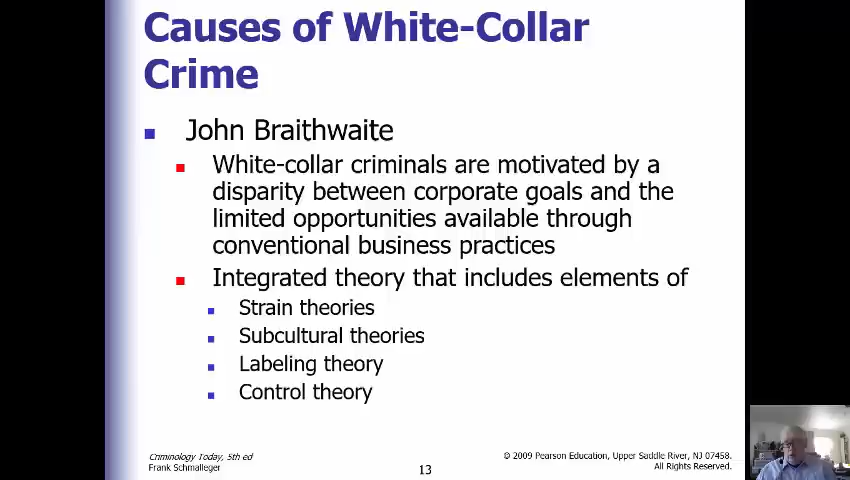 Causes of White-Collar
Crime
John Braithwaite
White-collar criminals are motivated by a
disparity between corporate goals and the
limited opportunities available through
conventional business practices
Integrated theory that includes elements of
Strain theories
Subcultural theories
Labeling theory
Control theory
Criminology Today, 5th ed
Frank Schmalleger
13
© 2009 Pearson Education, Upper Saddle River, NJ 07458.
All Rights Reserved.